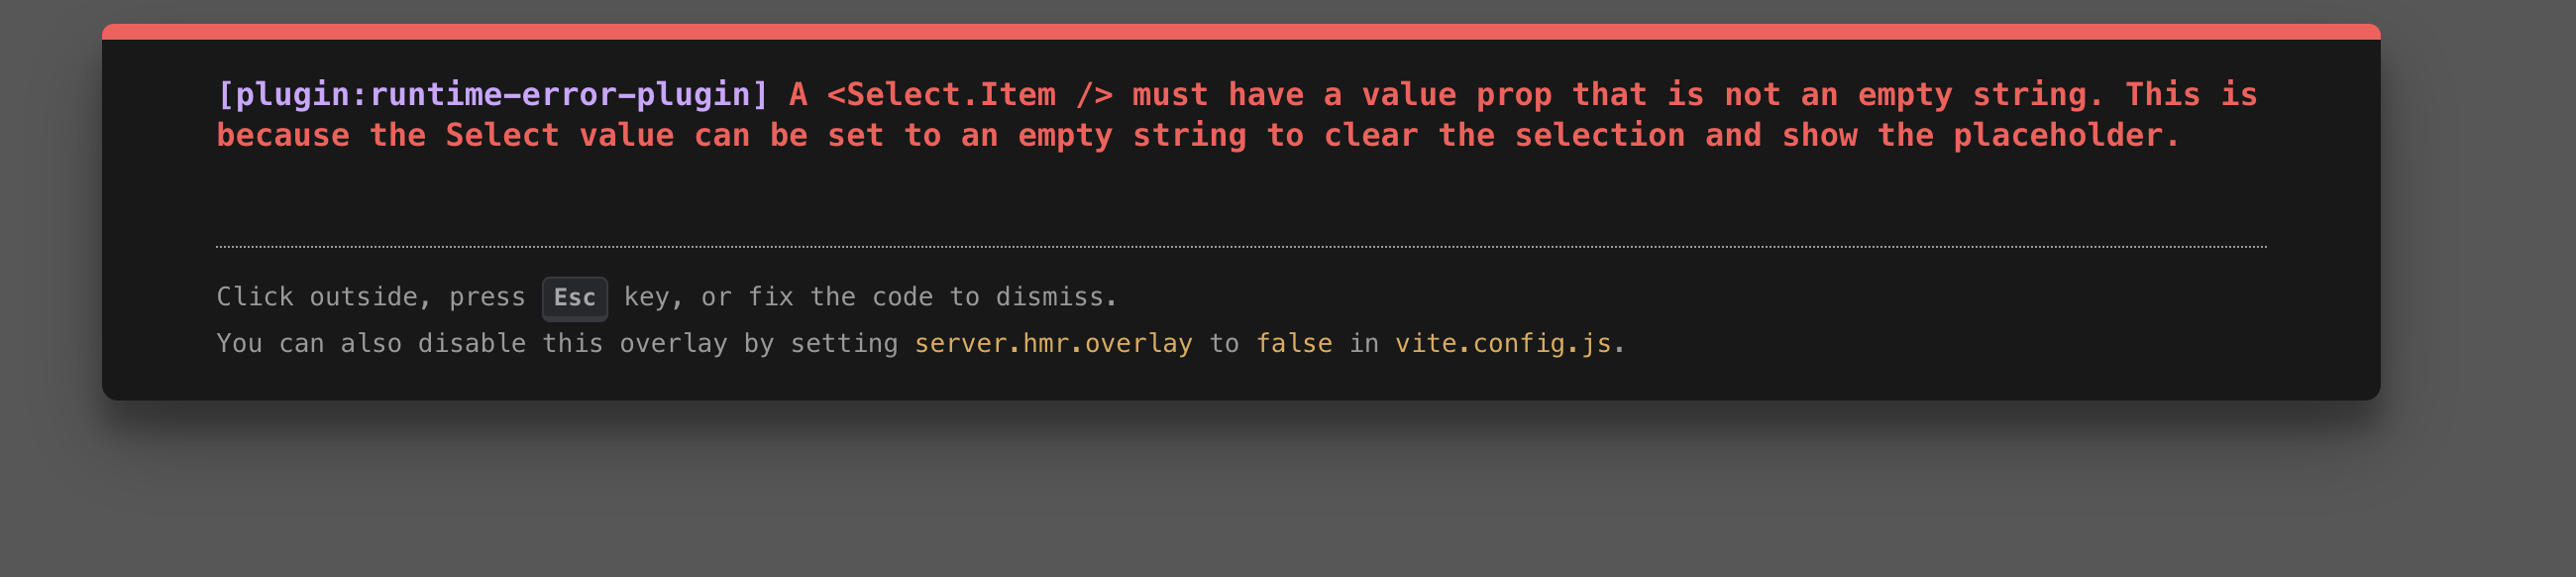 [plugin:runtime-error-plugin] A <Select.Item /> must have a value prop that is not an empty string. This is
because the Select value can be set to an empty string to clear the selection and show the placeholder.
Click outside, press Esc key, or fix the code to dismiss.
You can also disable this overlay by setting server.hmr.overlay to false in vite.config.js.